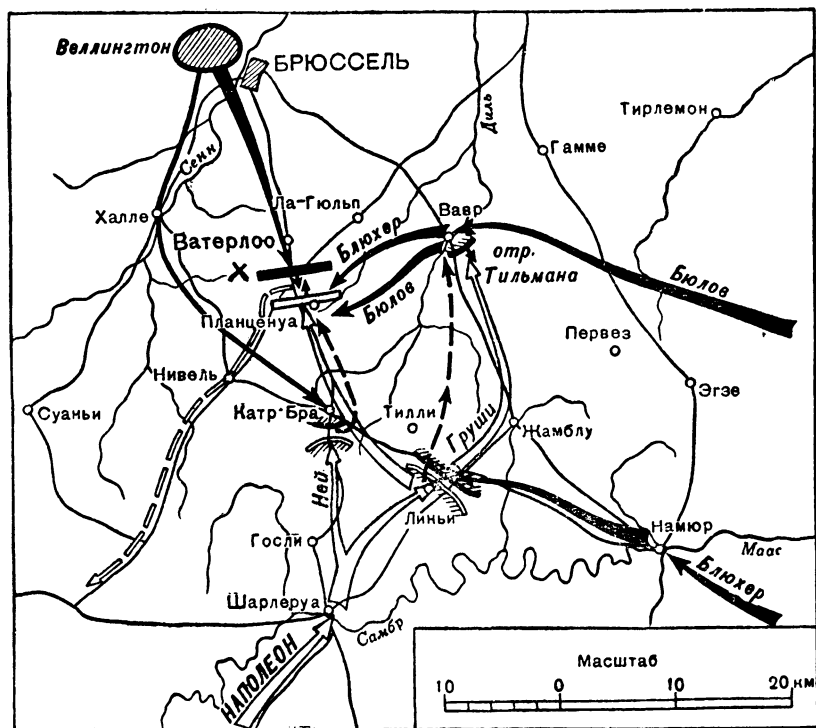 Веллингтон
БРЮССЕЛЬ
Тирлемон
Диль
Гамме
Сенн
Ла-Гюльп
Халле
Вавр
Ватерлоо
Блюхер
отр.
Тильмана
Бюлов
Бюлов
Планценуа
Первез
Нивель
Эгзе
Суаньи
Катр-Бра
Тилли
Груши
Жамблу
Ней
Линьи
Госли
Намюр
Маас
Блюхер
Шарлеруа
Самбр
НАПОЛЕОН
Масштаб
10 0 10 20 км